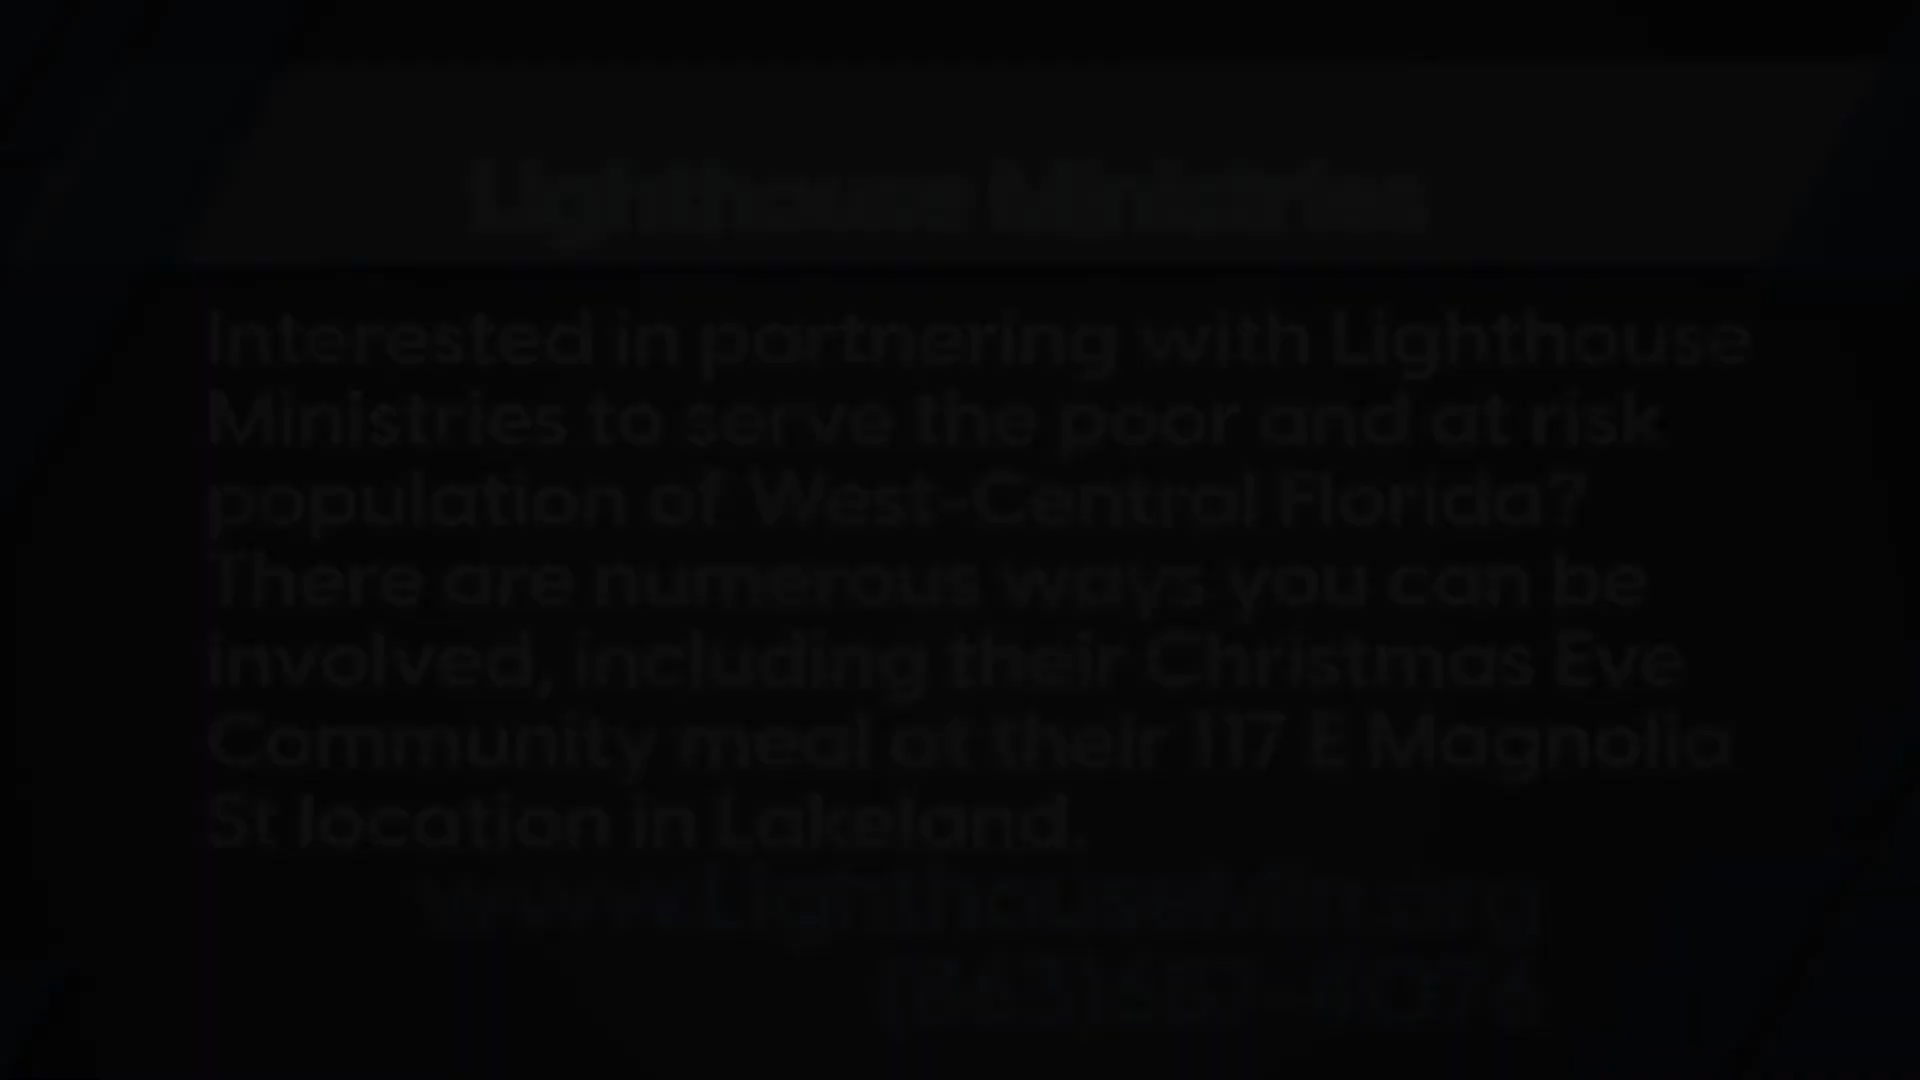 Lighthouse Ministries
Interested in partnering with Lighthouse
Ministries to serve the poor and at risk
population of West-Central Florida?
There are numerous ways you can be
involved, including their Christmas Eve
Community meal at their 117 E Magnolia
St location in Lakeland.